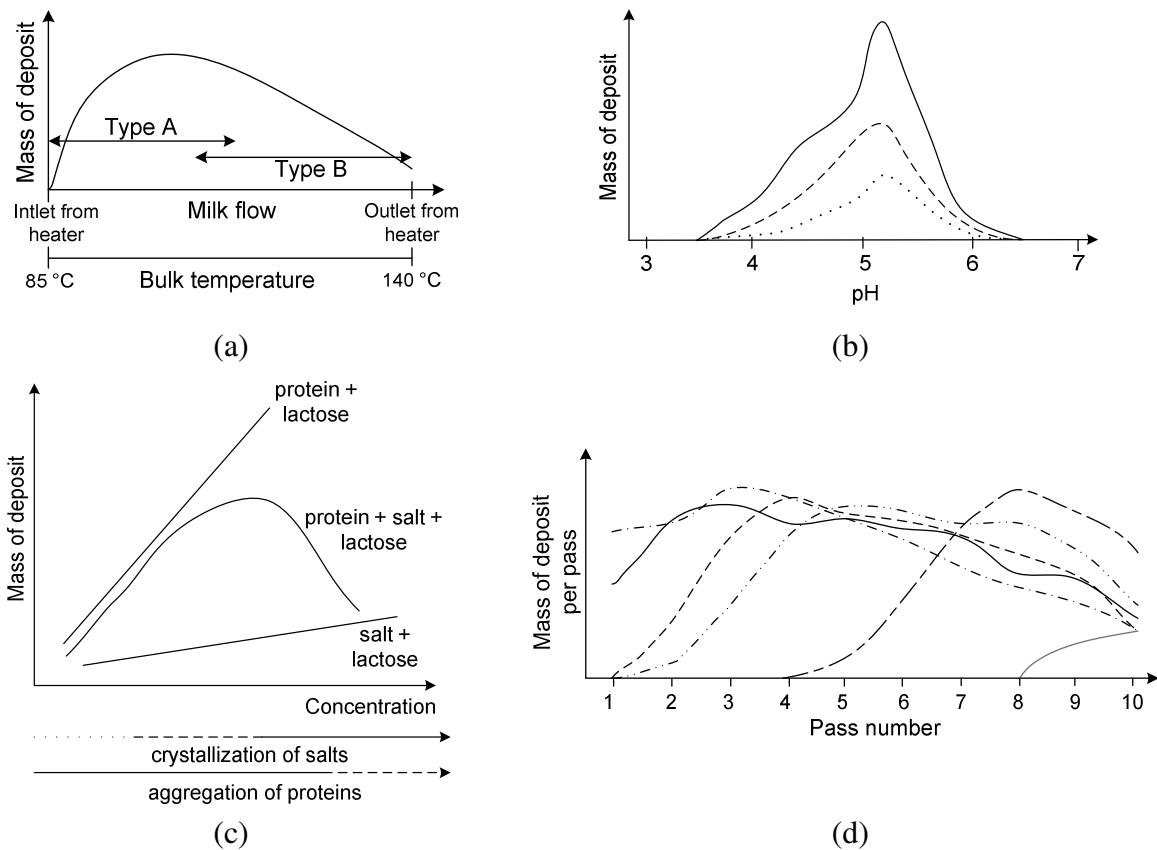 Mass of deposit
Type A
Type B
Intlet from
heater
Milk flow
Outlet from
heater
85 °C
Bulk temperature
140 °C
(a)
Mass of deposit
3 4 5 6 7
pH
(b)
Mass of deposit
protein +
lactose
protein + salt +
lactose
salt +
lactose
Concentration
crystallization of salts
aggregation of proteins
(c)
Mass of deposit
per pass
1 2 3 4 5 6 7 8 9 10
Pass number
(d)